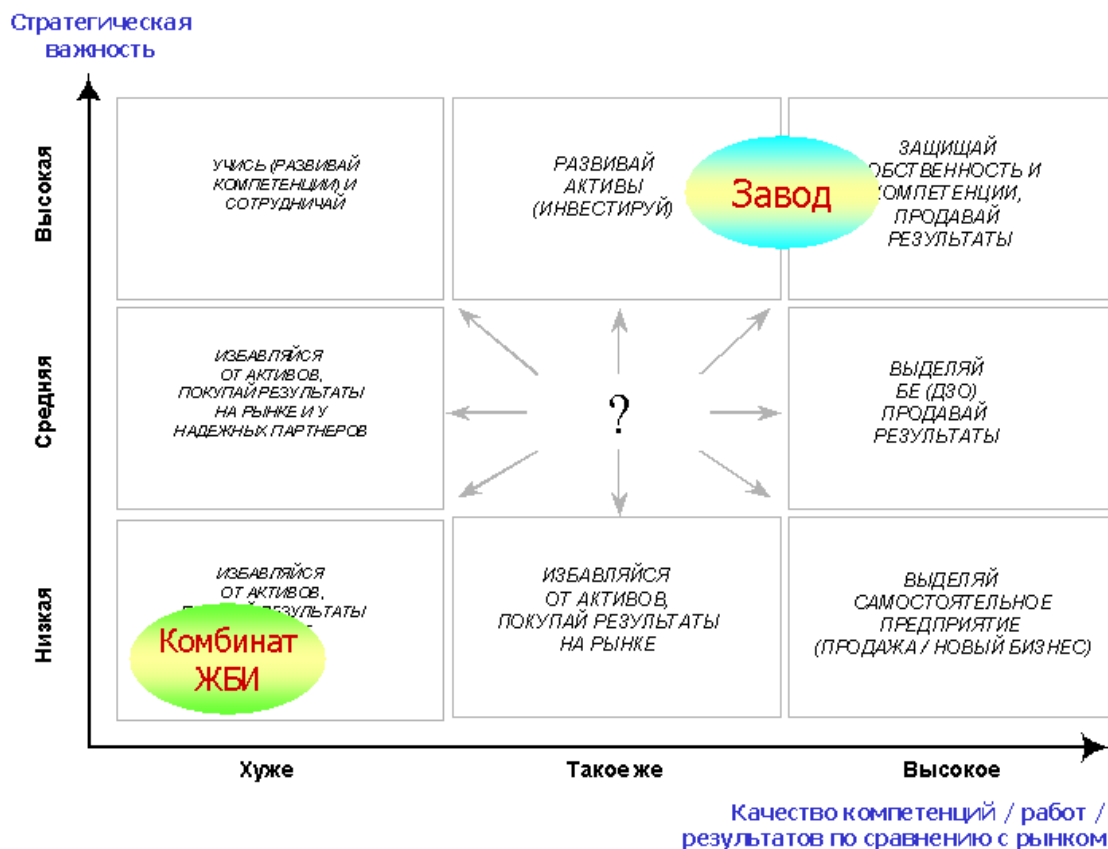 Стратегическая
важность
Высокая
УЧИСЬ (РАЗВИВАЙ
КОМПЕТЕНЦИИ) И
СОТРУДНИЧАЙ
РАЗВИВАЙ
АКТИВЫ
(ИНВЕСТИРУЙ)
Завод
ЗАЩИЩАЙ
ОБСТВЕННОСТЬ И
КОМПЕТЕНЦИИ,
ПРОДАВАЙ
РЕЗУЛЬТАТЫ
Средняя
ИЗБАВЛЯЙСЯ
ОТ АКТИВОВ,
ПОКУПАЙ РЕЗУЛЬТАТЫ
НА РЫНКЕ И У
НАДЕЖНЫХ ПАРТНЕРОВ
?
ВЫДЕЛЯЙ
БЕ (ДЗО)
ПРОДАВАЙ
РЕЗУЛЬТАТЫ
Низкая
ИЗБАВЛЯЙСЯ
ОТ АКТИВОВ,
РЕЗУЛЬТАТЫ
Комбинат
ЖБИ
ИЗБАВЛЯЙСЯ
ОТ АКТИВОВ,
ПОКУПАЙ РЕЗУЛЬТАТЫ
НА РЫНКЕ
ВЫДЕЛЯЙ
САМОСТОЯТЕЛЬНОЕ
ПРЕДПРИЯТИЕ
(ПРОДАЖА / НОВЫЙ БИЗНЕС)
Хуже
Такое же
Высокое
Качество компетенций / работ /
результатов по сравнению с рынком